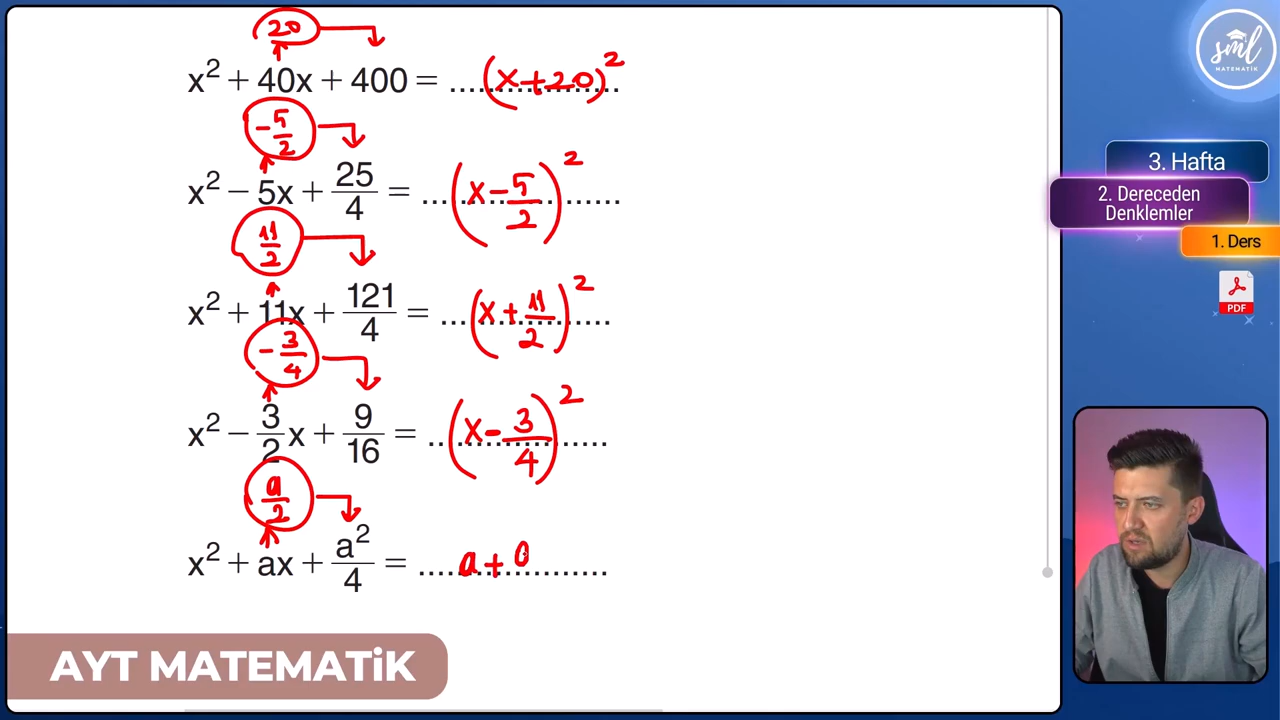 20
x² + 40x + 400 = ....(x+20)²
-5/2
x² − 5x + 25/4 = ...(x-5/2)²
11/2
x² + 11x + 121/4 = ...(x+11/2)²
-3/4
x² − 3/2x + 9/16 = ..(x-3/4)²
a/2
x² + ax + a²/4 = ....a+
AYT MATEMATİK
sml
MATEMATİK
3. Hafta
2. Dereceden
Denklemler
1. Ders
PDF